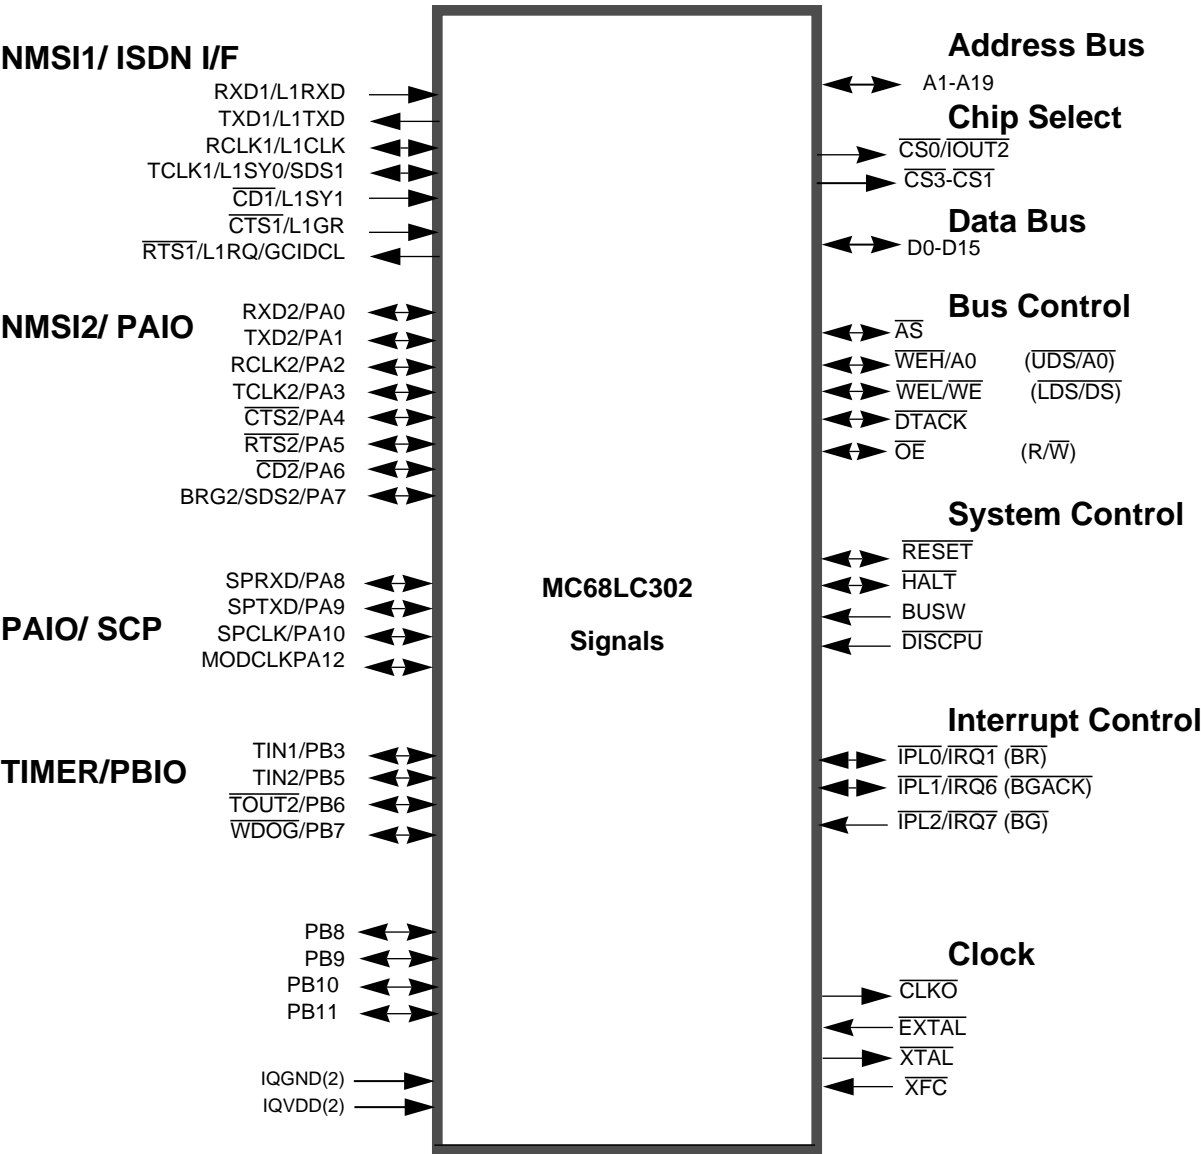 NMSI1/ ISDN I/F
RXD1/L1RXD
TXD1/L1TXD
RCLK1/L1CLK
TCLK1/L1SY0/SDS1
CD1/L1SY1
CTS1/L1GR
RTS1/L1RQ/GCIDCL
NMSI2/ PAIO
RXD2/PA0
TXD2/PA1
RCLK2/PA2
TCLK2/PA3
CTS2/PA4
RTS2/PA5
CD2/PA6
BRG2/SDS2/PA7
PAIO/ SCP
SPRXD/PA8
SPTXD/PA9
SPCLK/PA10
MODCLKPA12
TIMER/PBIO
TIN1/PB3
TIN2/PB5
TOUT2/PB6
WDOG/PB7
PB8
PB9
PB10
PB11
IQGND(2)
IQVDD(2)
MC68LC302
Signals
Address Bus
A1-A19
Chip Select
CS0/IOUT2
CS3-CS1
Data Bus
D0-D15
Bus Control
AS
WEH/A0 (UDS/A0)
WEL/WE (LDS/DS)
DTACK
OE (R/W)
System Control
RESET
HALT
BUSW
DISCPU
Interrupt Control
IPL0/IRQ1 (BR)
IPL1/IRQ6 (BGACK)
IPL2/IRQ7 (BG)
Clock
CLKO
EXTAL
XTAL
XFC